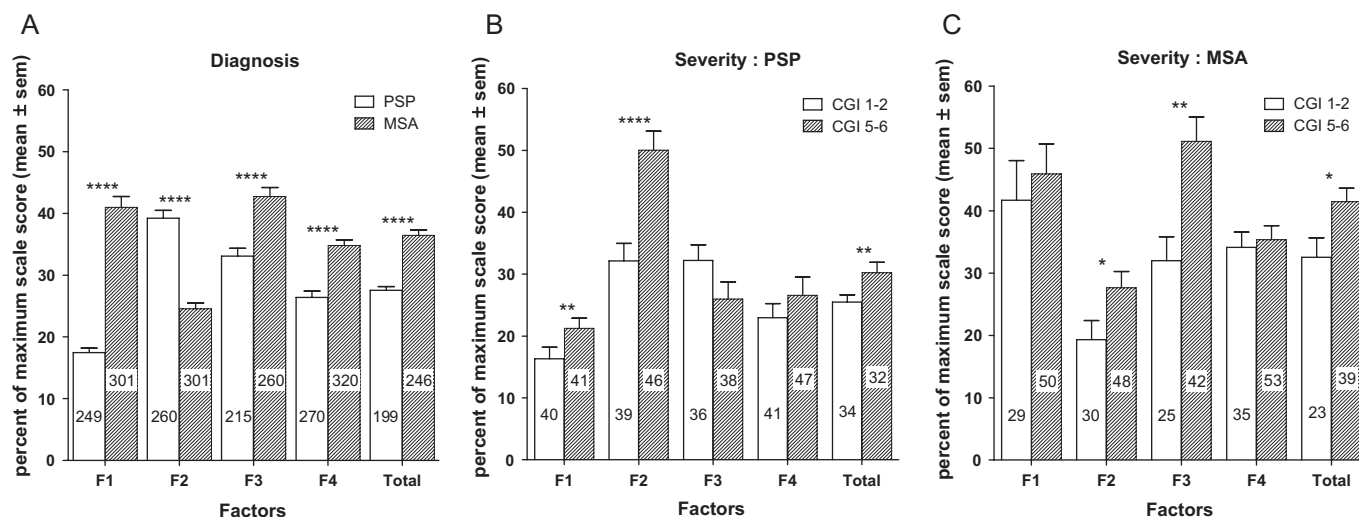 A
Diagnosis
percent of maximum scale score (mean ± sem)
60
50
40
30
20
10
0
PSP
MSA
**** **** **** **** ****
301 301 260 320 246
249 260 215 270 199
F1 F2 F3 F4 Total
Factors
B
Severity : PSP
percent of maximum scale score (mean ± sem)
60
50
40
30
20
10
0
CGI 1-2
CGI 5-6
** **** **
41 46 38 47 32
40 39 36 41 34
F1 F2 F3 F4 Total
Factors
C
Severity : MSA
percent of maximum scale score (mean ± sem)
60
50
40
30
20
10
0
CGI 1-2
CGI 5-6
* ** *
50 48 42 53 39
29 30 25 35 23
F1 F2 F3 F4 Total
Factors